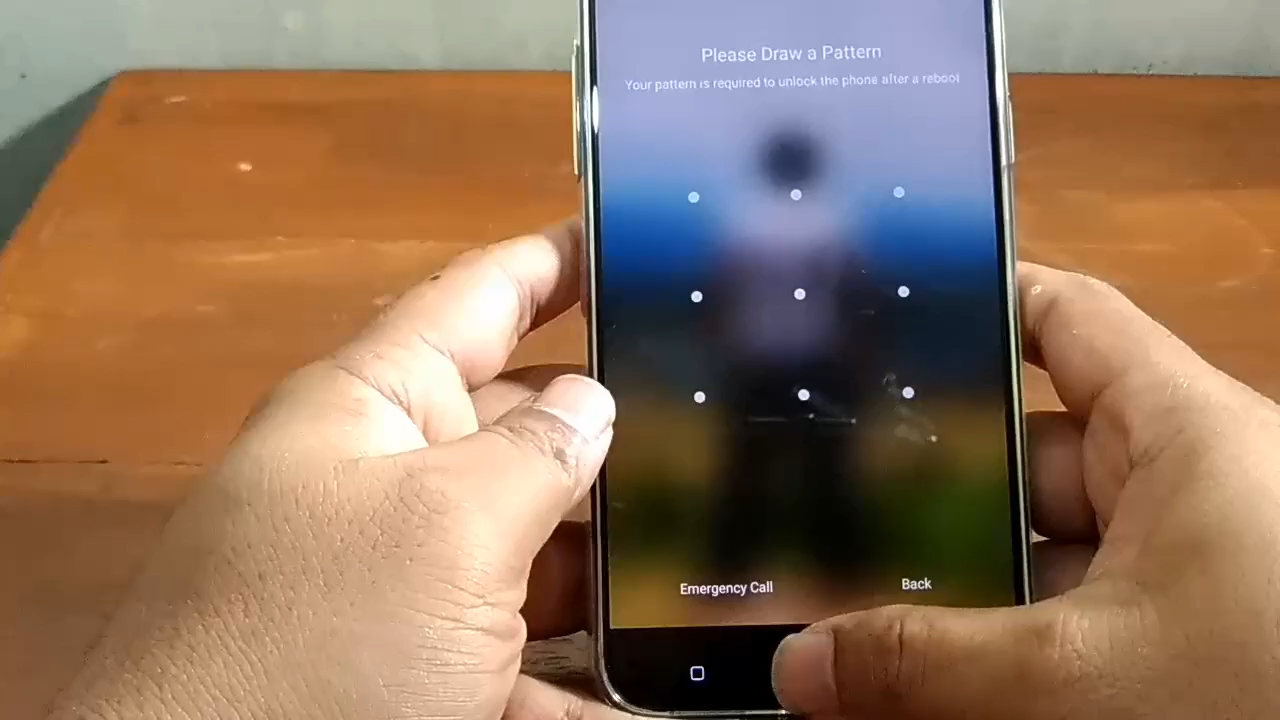 Please Draw a Pattern
Your pattern is required to unlock the phone after a reboot
Emergency Call
Back